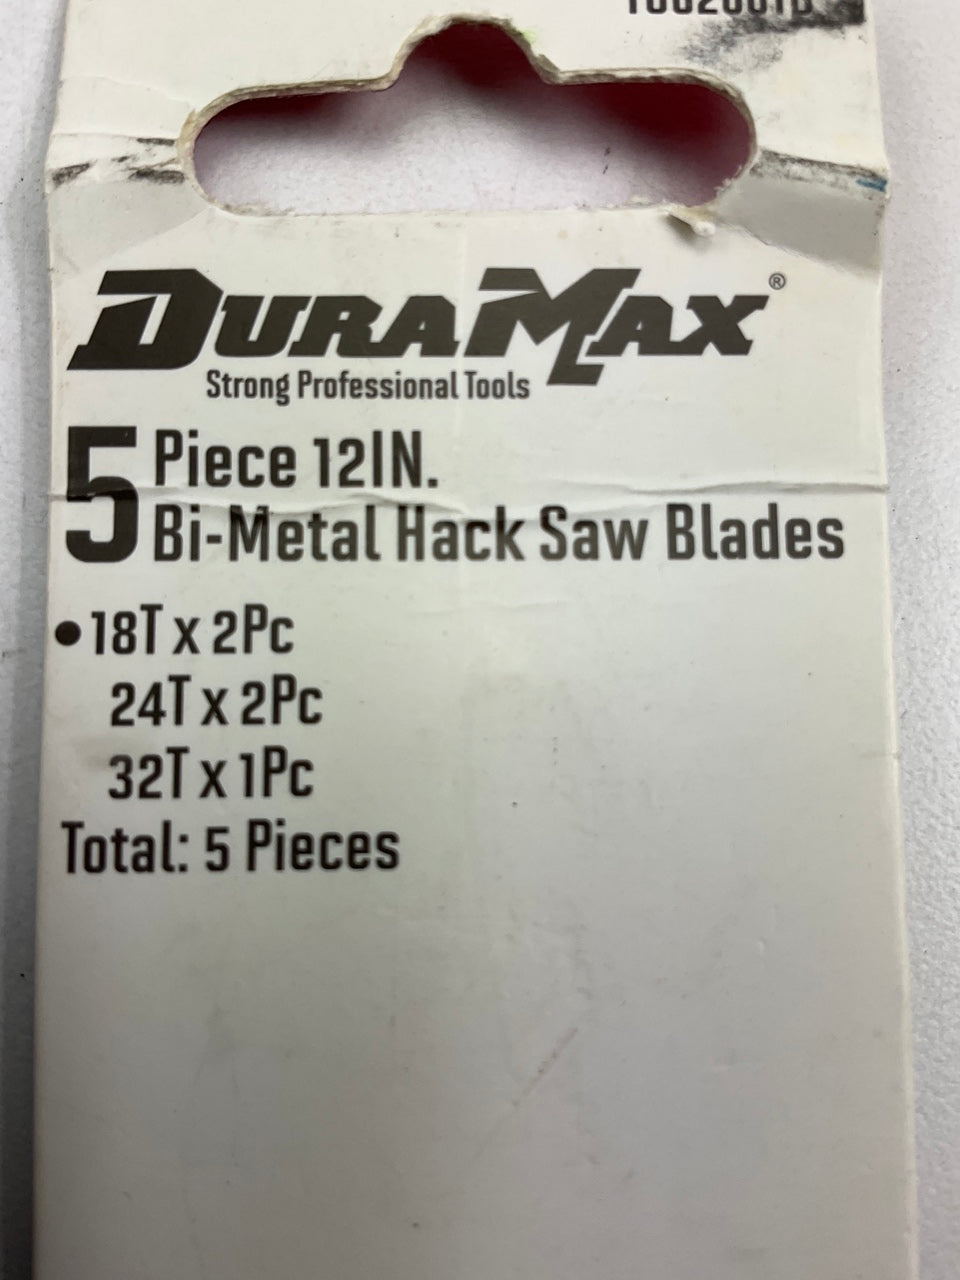 DURAMAX®
Strong Professional Tools
5 Piece 12IN.
Bi-Metal Hack Saw Blades
•18T x 2Pc
24T x 2Pc
32T x 1Pc
Total: 5 Pieces